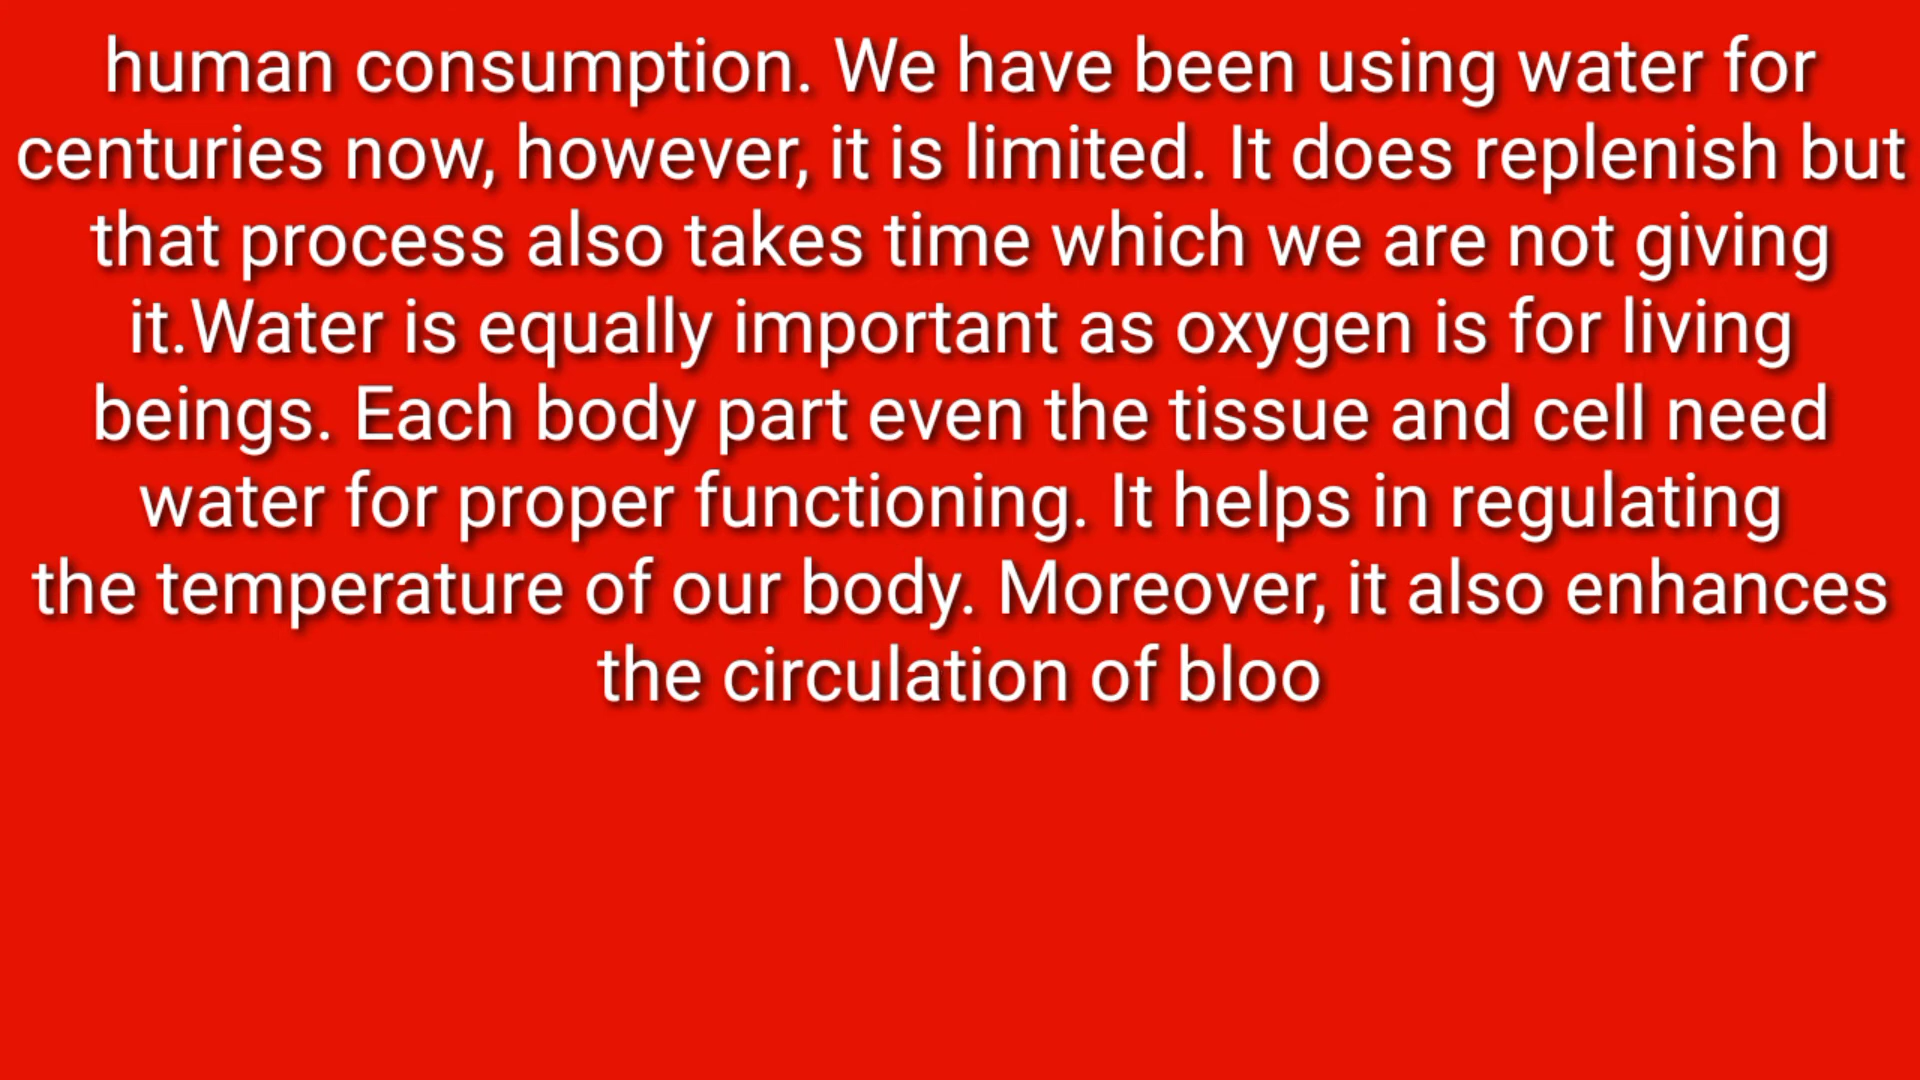 human consumption. We have been using water for
centuries now, however, it is limited. It does replenish but
that process also takes time which we are not giving
it.Water is equally important as oxygen is for living
beings. Each body part even the tissue and cell need
water for proper functioning. It helps in regulating
the temperature of our body. Moreover, it also enhances
the circulation of bloo